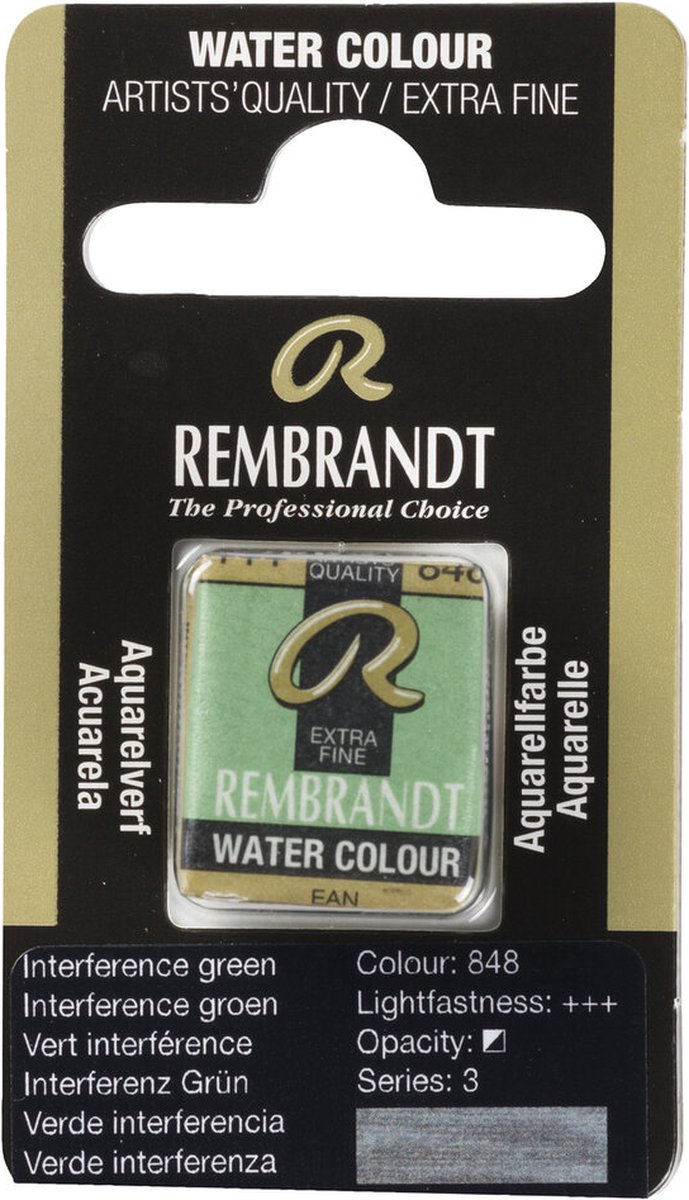 WATER COLOUR
ARTISTS'QUALITY / EXTRA FINE
R
REMBRANDT
The Professional Choice
QUALITY
R
EXTRA
FINE
REMBRANDT
WATER COLOUR
EAN
Aquarelverf
Acuarela
Aquarellfarbe
Aquarelle
Interference green
Interference groen
Vert interférence
Interferenz Grün
Verde interferencia
Verde interferenza
Colour: 848
Lightfastness: +++
Opacity:
Series: 3